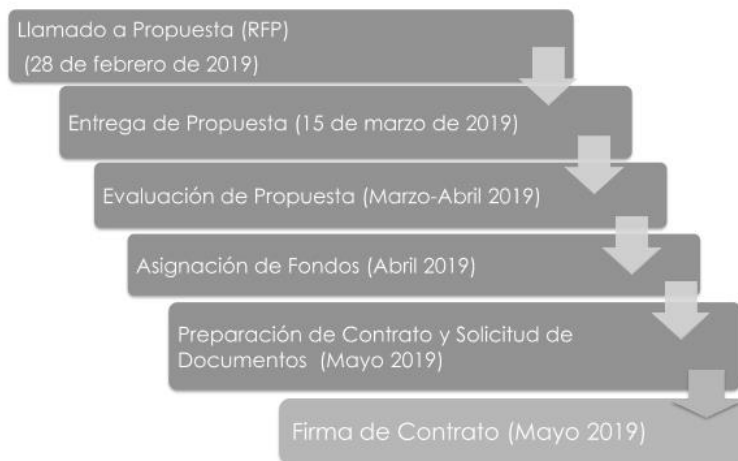 Llamado a Propuesta (RFP)
(28 de febrero de 2019)
Entrega de Propuesta (15 de marzo de 2019)
Evaluación de Propuesta (Marzo-Abril 2019)
Asignación de Fondos (Abril 2019)
Preparación de Contrato y Solicitud de
Documentos (Mayo 2019)
Firma de Contrato (Mayo 2019)